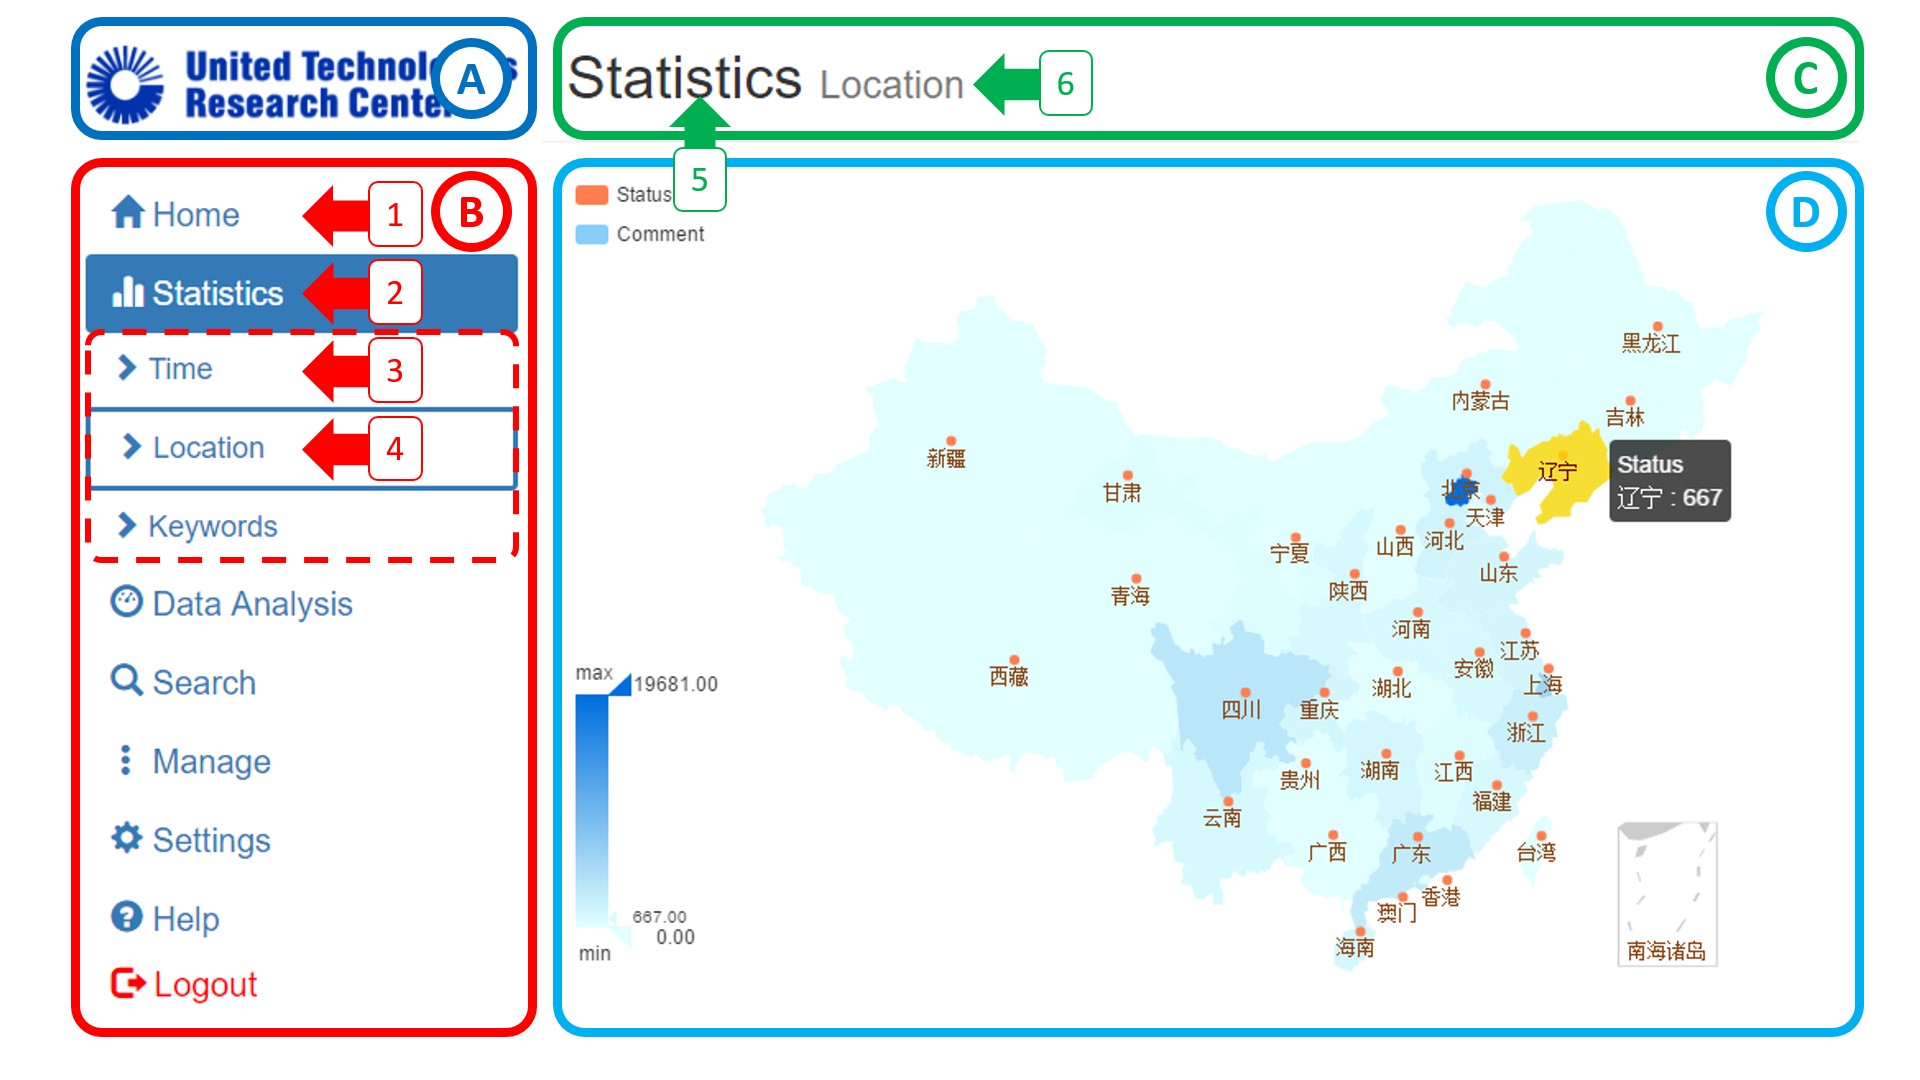 United Technologies
Research Center
A
Statistics Location
6
C
5
B
Home
1
Statistics
2
Time
3
Location
4
Keywords
Data Analysis
Search
Manage
Settings
Help
Logout
Status
Comment
D
黑龙江
内蒙古
吉林
新疆
辽宁
Status
辽宁 : 667
甘肃
北京
天津
宁夏
山西
河北
山东
青海
陕西
河南
江苏
安徽
西藏
上海
湖北
四川
重庆
浙江
湖南
江西
贵州
福建
云南
广西
广东
台湾
香港
澳门
海南
南海诸岛
max
19681.00
667.00
0.00
min